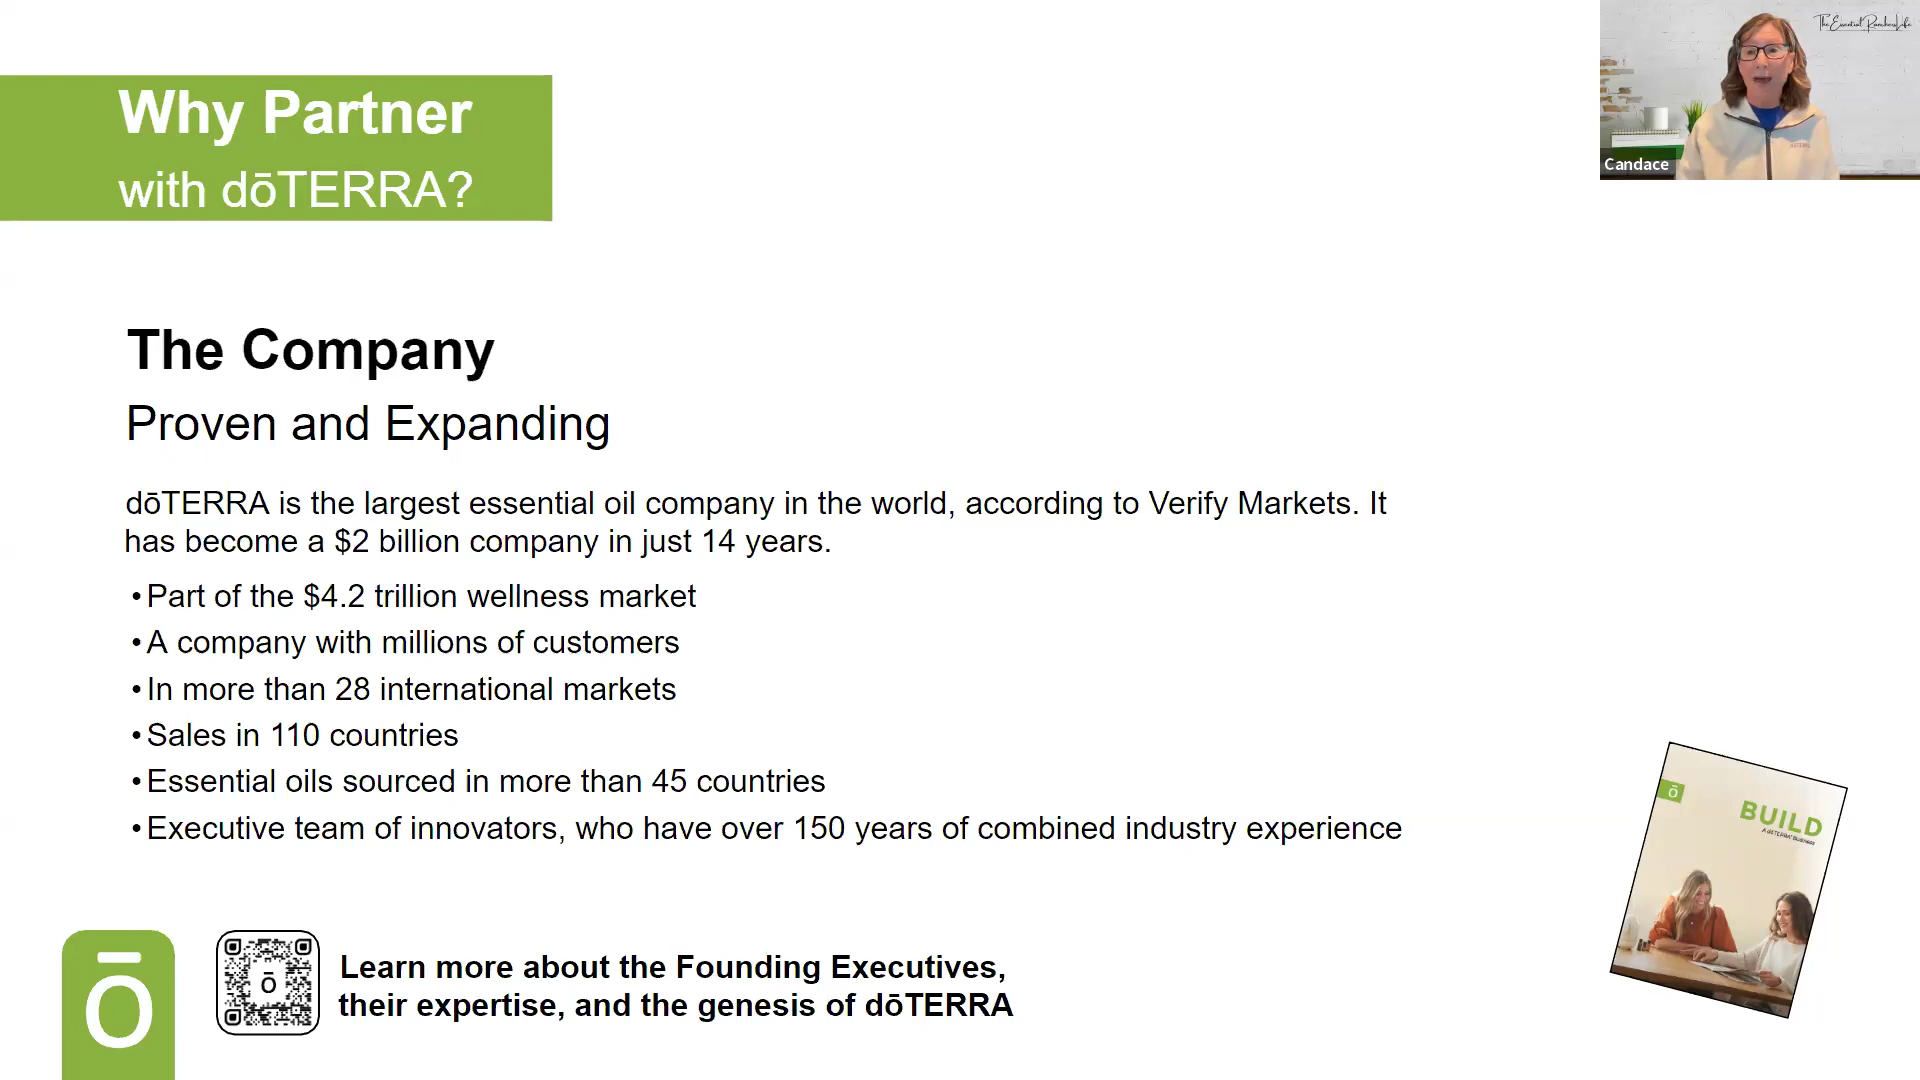 Why Partner
with dōTERRA?
Candace
The Company
Proven and Expanding
dōTERRA is the largest essential oil company in the world, according to Verify Markets. It
has become a $2 billion company in just 14 years.
•Part of the $4.2 trillion wellness market
•A company with millions of customers
•In more than 28 international markets
•Sales in 110 countries
•Essential oils sourced in more than 45 countries
•Executive team of innovators, who have over 150 years of combined industry experience
ō
BUILD
A dōTERRA Business
ō
ō
Learn more about the Founding Executives,
their expertise, and the genesis of dōTERRA